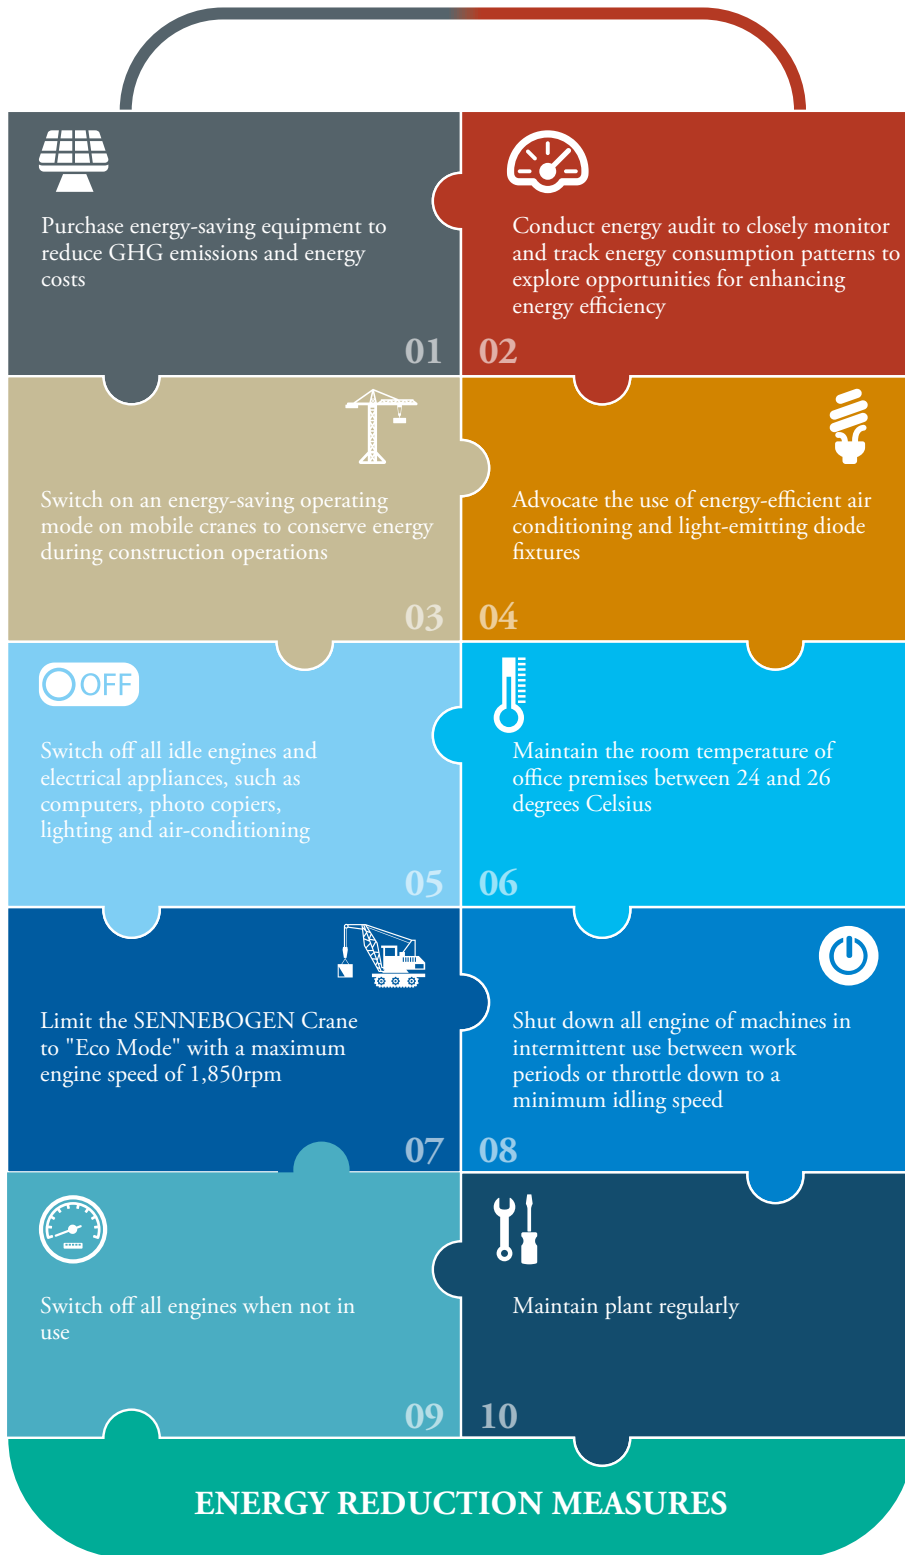 Purchase energy-saving equipment to
reduce GHG emissions and energy
costs
01
Conduct energy audit to closely monitor
and track energy consumption patterns to
explore opportunities for enhancing
energy efficiency
02
Switch on an energy-saving operating
mode on mobile cranes to conserve energy
during construction operations
03
Advocate the use of energy-efficient air
conditioning and light-emitting diode
fixtures
04
OFF
Switch off all idle engines and
electrical appliances, such as
computers, photo copiers,
lighting and air-conditioning
05
Maintain the room temperature of
office premises between 24 and 26
degrees Celsius
06
Limit the SENNEBOGEN Crane
to "Eco Mode" with a maximum
engine speed of 1,850rpm
07
Shut down all engine of machines in
intermittent use between work
periods or throttle down to a
minimum idling speed
08
Switch off all engines when not in
use
09
Maintain plant regularly
10
ENERGY REDUCTION MEASURES